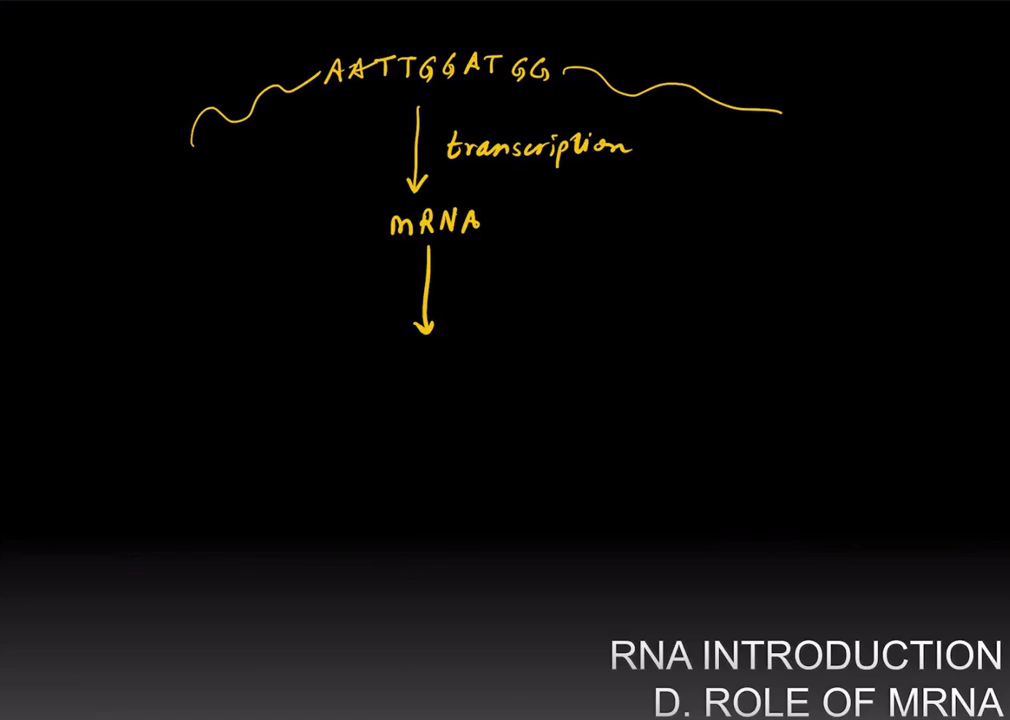 AATTGGATGG
transcription
mRNA
RNA INTRODUCTION
D. ROLE OF MRNA